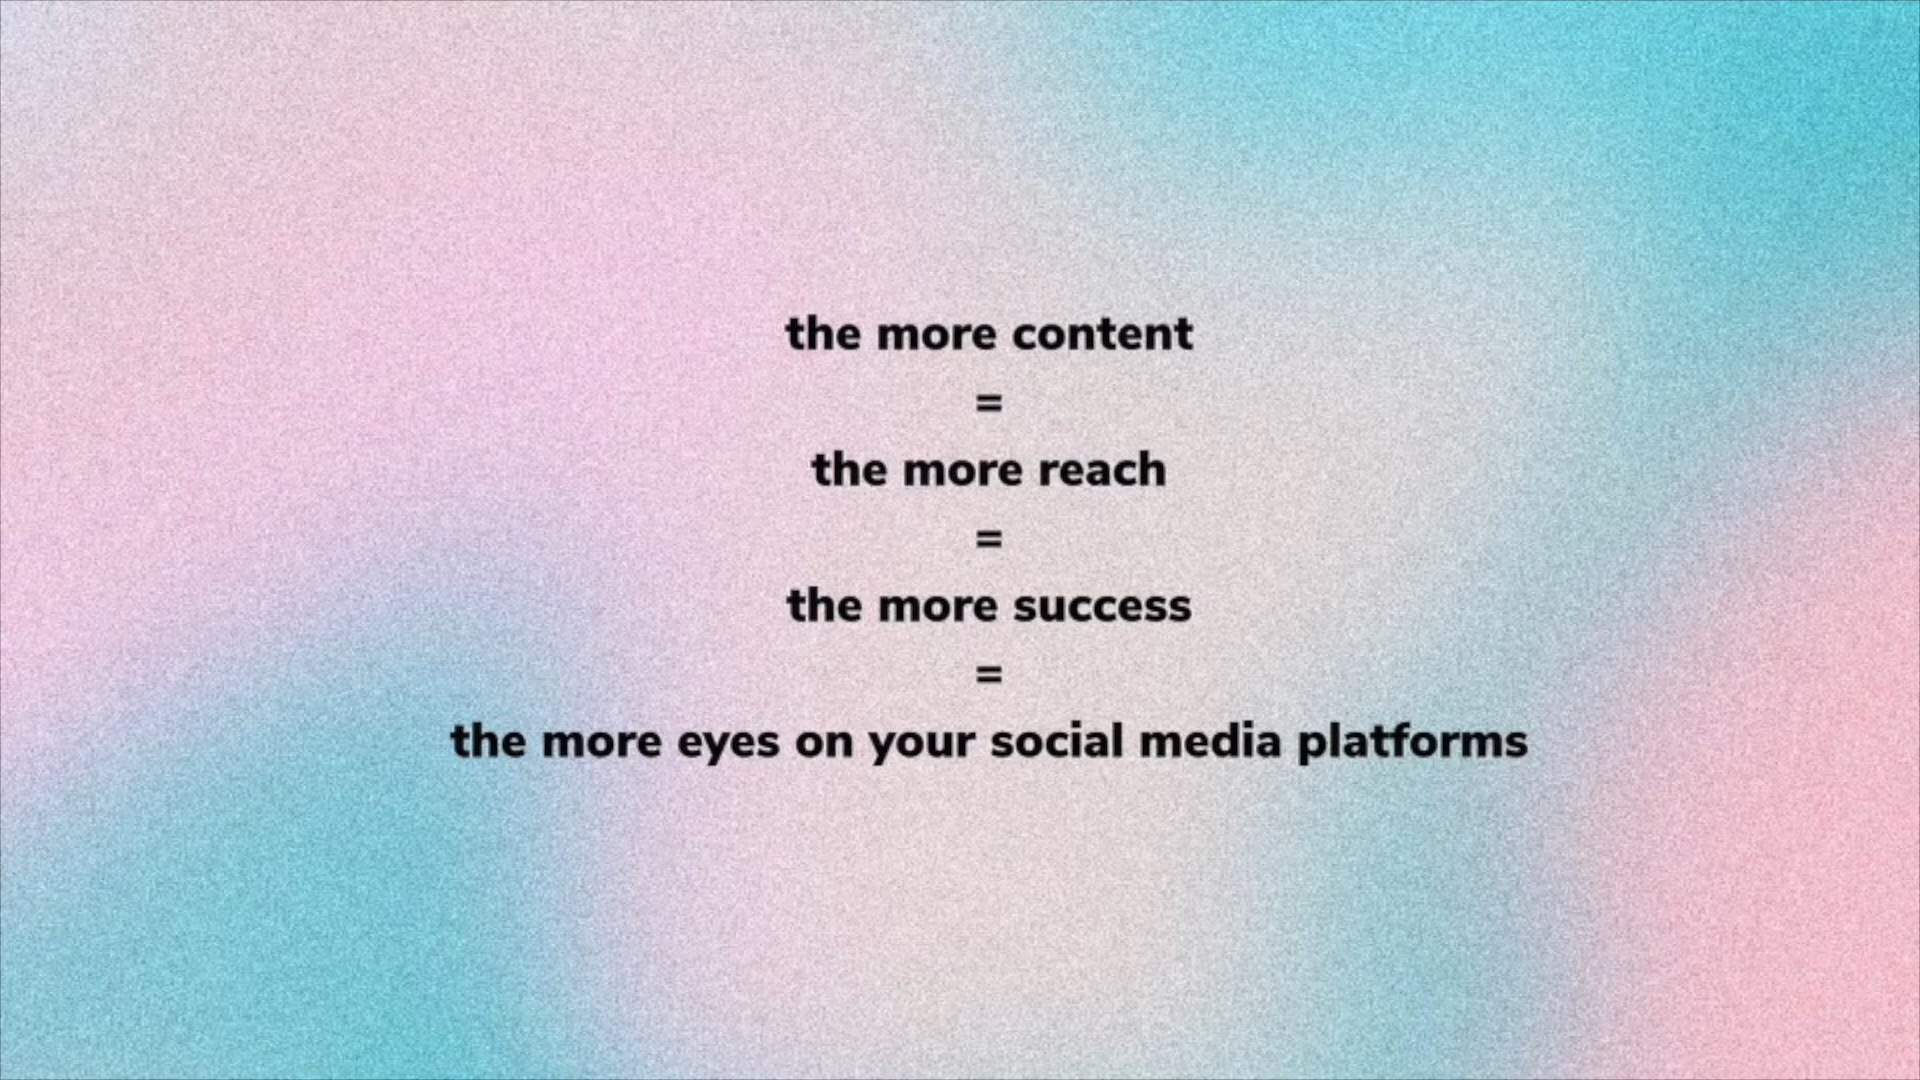 the more content
=
the more reach
=
the more success
=
the more eyes on your social media platforms